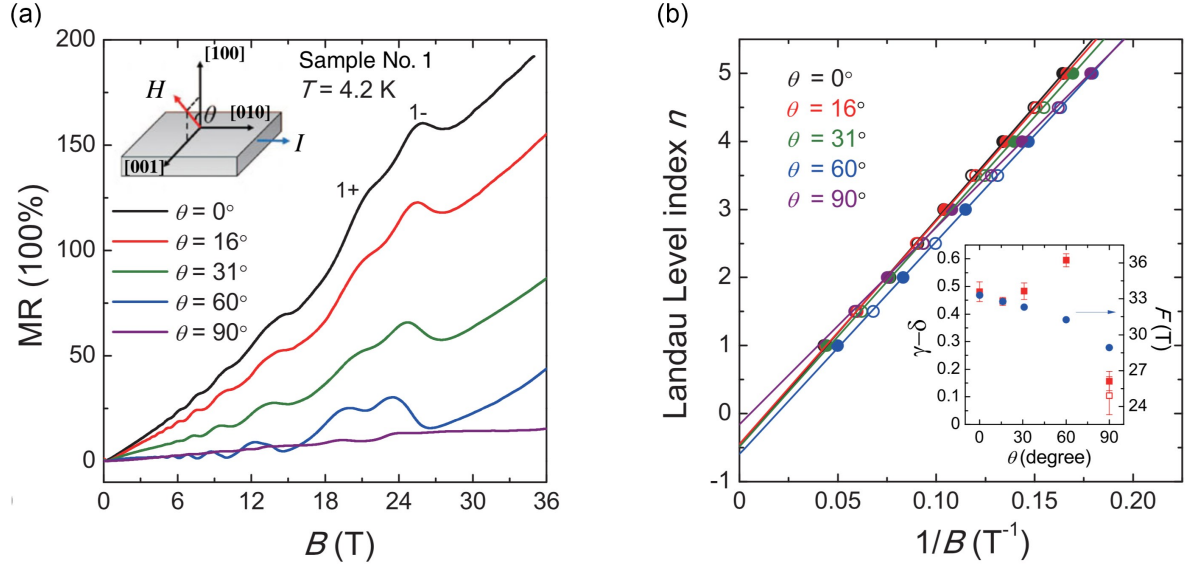 (a)
200
150
100
50
0
MR (100%)
0 6 12 18 24 30 36
B (T)
[100]
H
θ
[010]
I
[001]
Sample No. 1
T = 4.2 K
1-
1+
θ = 0°
θ = 16°
θ = 31°
θ = 60°
θ = 90°
(b)
5
4
3
2
1
0
-1
Landau Level index n
0 0.05 0.10 0.15 0.20
1/B (T⁻¹)
θ = 0°
θ = 16°
θ = 31°
θ = 60°
θ = 90°
0.6
0.5
0.4
0.3
0.2
0.1
0
γ–δ
36
33
30
27
24
F (T)
0 30 60 90
θ (degree)